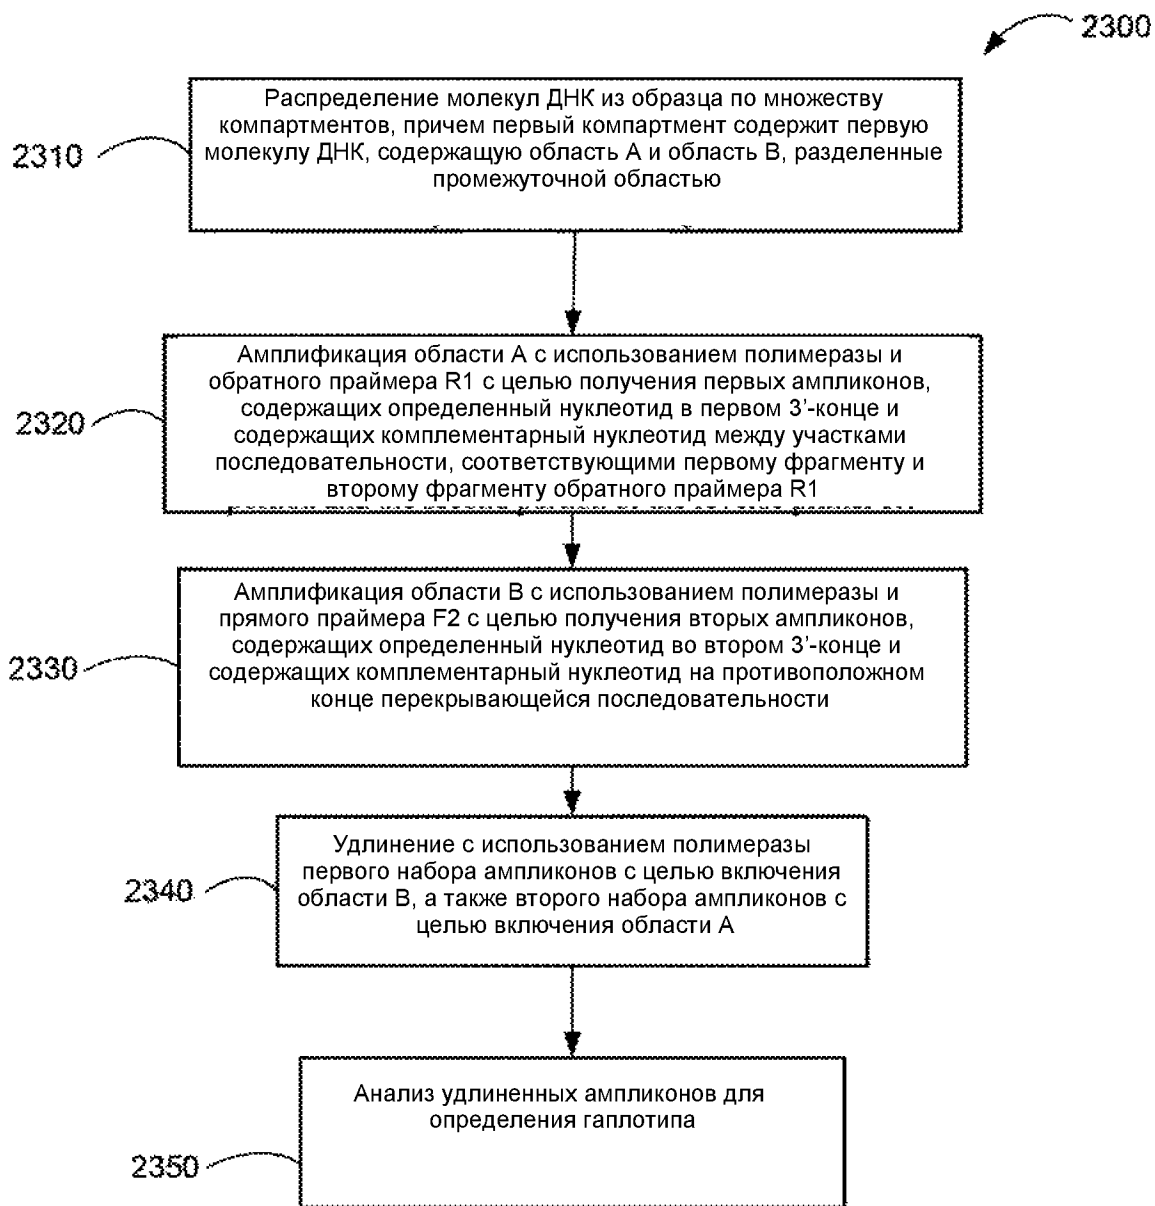 2300
Распределение молекул ДНК из образца по множеству
компартментов, причем первый компартмент содержит первую
молекулу ДНК, содержащую область А и область В, разделенные
промежуточной областью
2310
Амплификация области А с использованием полимеразы и
обратного праймера R1 с целью получения первых ампликонов,
содержащих определенный нуклеотид в первом 3’-конце и
содержащих комплементарный нуклеотид между участками
последовательности, соответствующими первому фрагменту и
второму фрагменту обратного праймера R1
2320
Амплификация области В с использованием полимеразы и
прямого праймера F2 с целью получения вторых ампликонов,
содержащих определенный нуклеотид во втором 3’-конце и
содержащих комплементарный нуклеотид на противоположном
конце перекрывающейся последовательности
2330
Удлинение с использованием полимеразы
первого набора ампликонов с целью включения
области В, а также второго набора ампликонов с
целью включения области А
2340
Анализ удлиненных ампликонов для
определения гаплотипа
2350